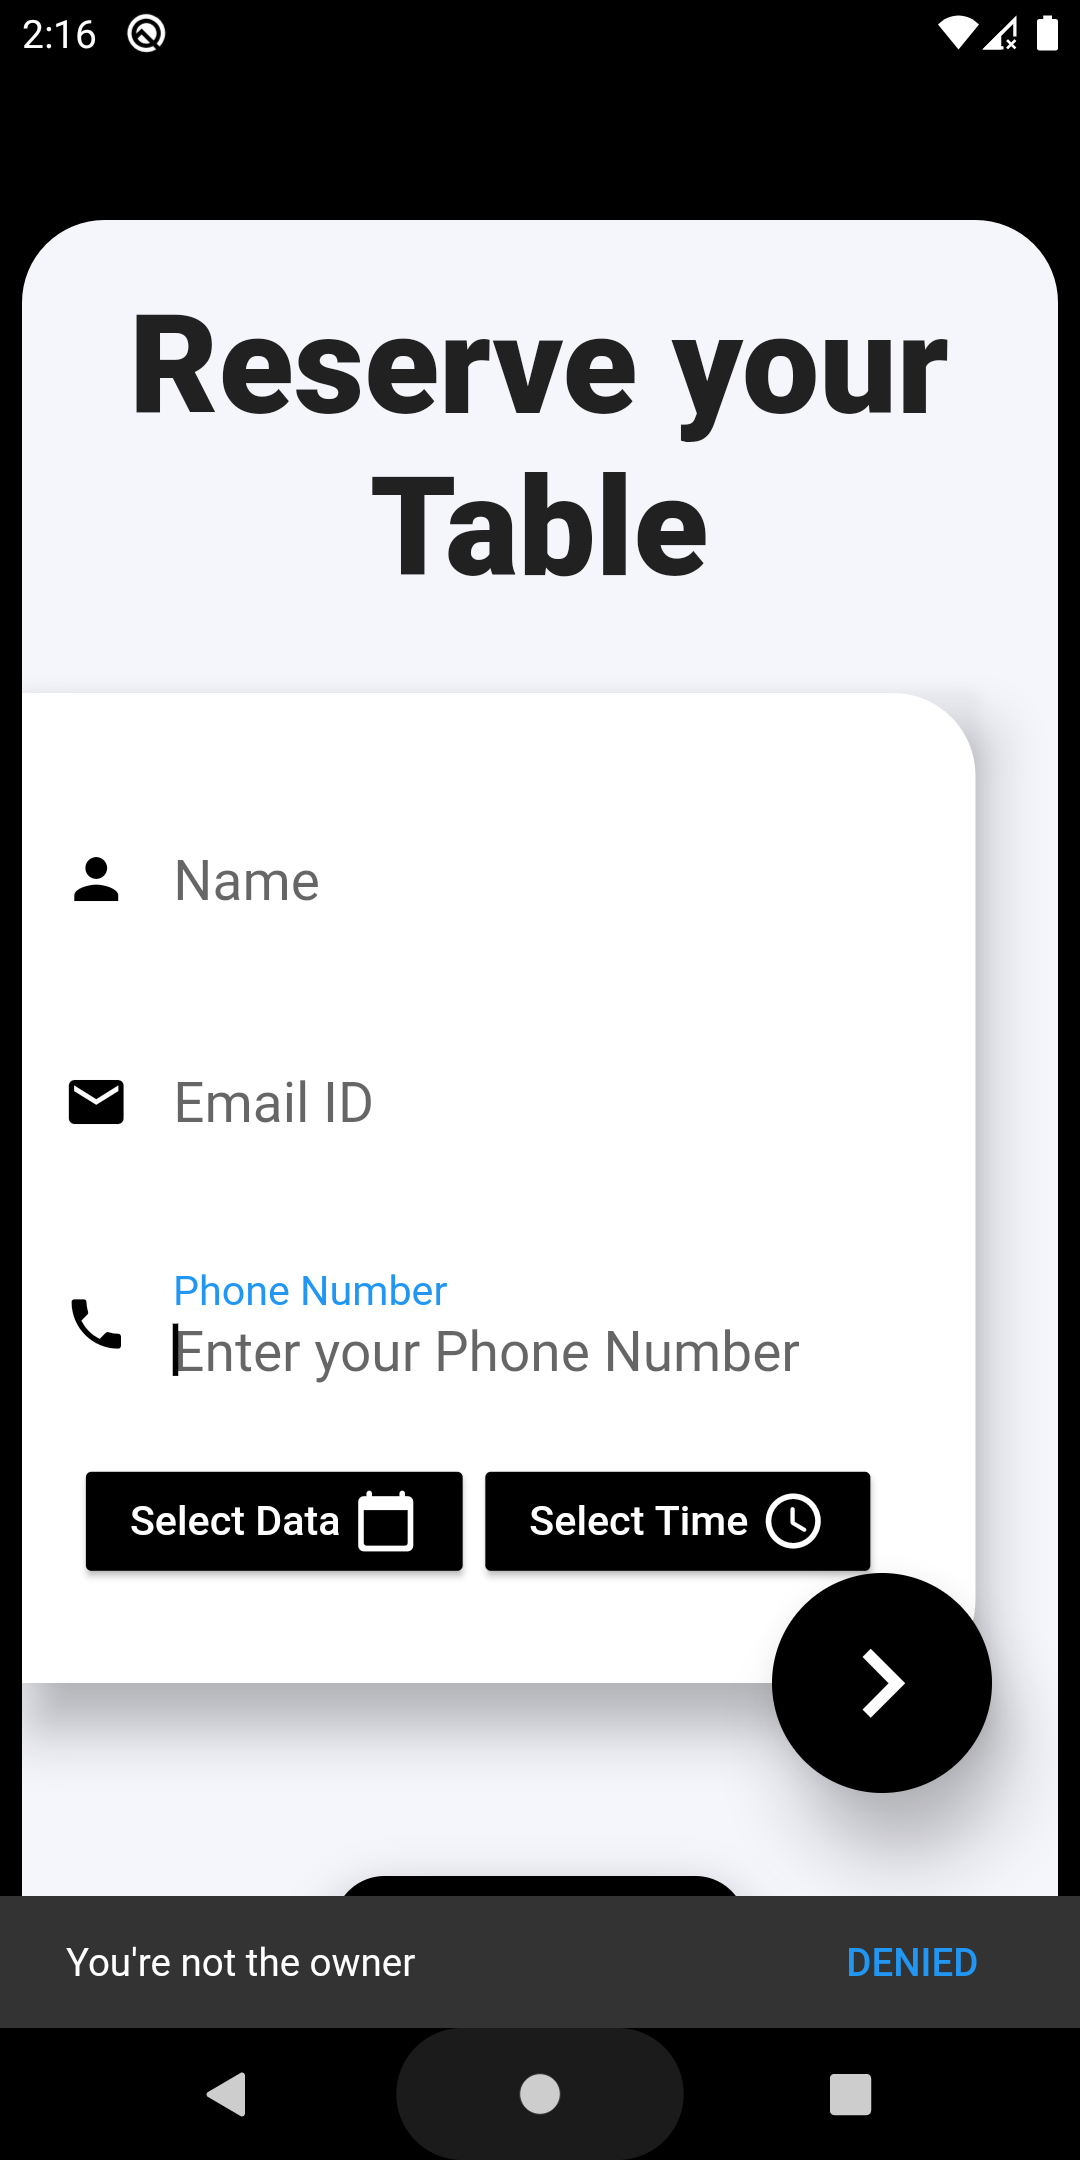 2:16
Reserve your
Table
Name
Email ID
Phone Number
Enter your Phone Number
Select Data
Select Time
You're not the owner
DENIED